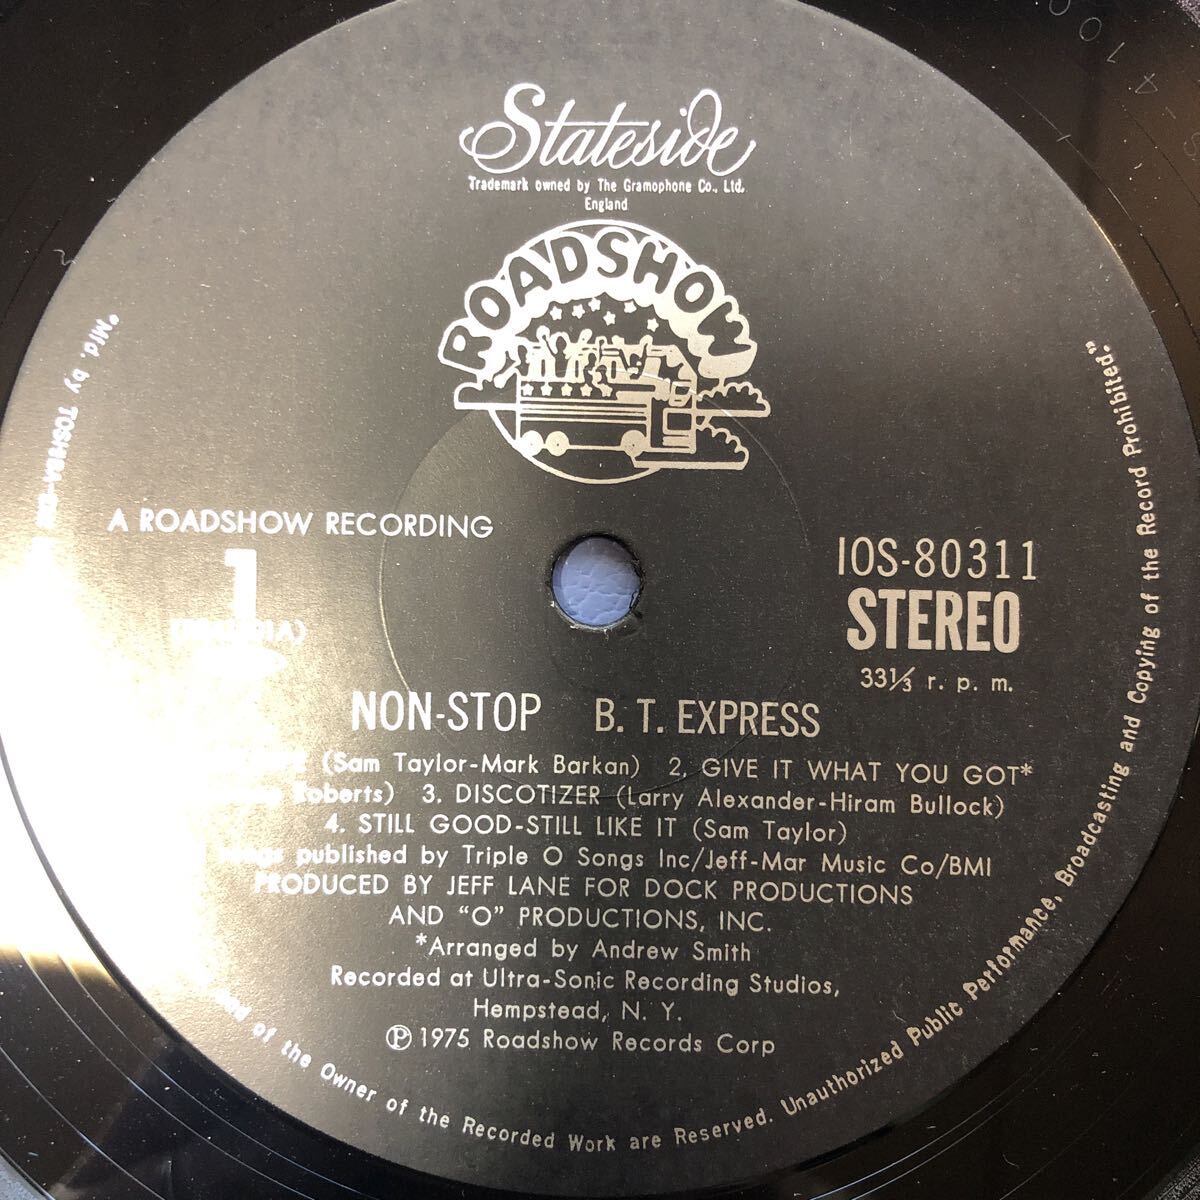 Stateside
Trademark owned by The Gramophone Co., Ltd.
England
ROADSHOW
A ROADSHOW RECORDING
1
IOS-80311
STEREO
33⅓ r. p. m.
NON-STOP B. T. EXPRESS
(Sam Taylor-Mark Barkan) 2. GIVE IT WHAT YOU GOT*
Roberts) 3. DISCOTIZER (Larry Alexander-Hiram Bullock)
4. STILL GOOD-STILL LIKE IT (Sam Taylor)
songs published by Triple O Songs Inc/Jeff-Mar Music Co/BMI
PRODUCED BY JEFF LANE FOR DOCK PRODUCTIONS
AND "O" PRODUCTIONS, INC.
*Arranged by Andrew Smith
Recorded at Ultra-Sonic Recording Studios,
Hempstead, N. Y.
Ⓟ 1975 Roadshow Records Corp
"Mfd. by TOSHIBA-
and of the Owner of the Recorded Work are Reserved. Unauthorized Public Performance, Broadcasting and Copying of the Record Prohibited."